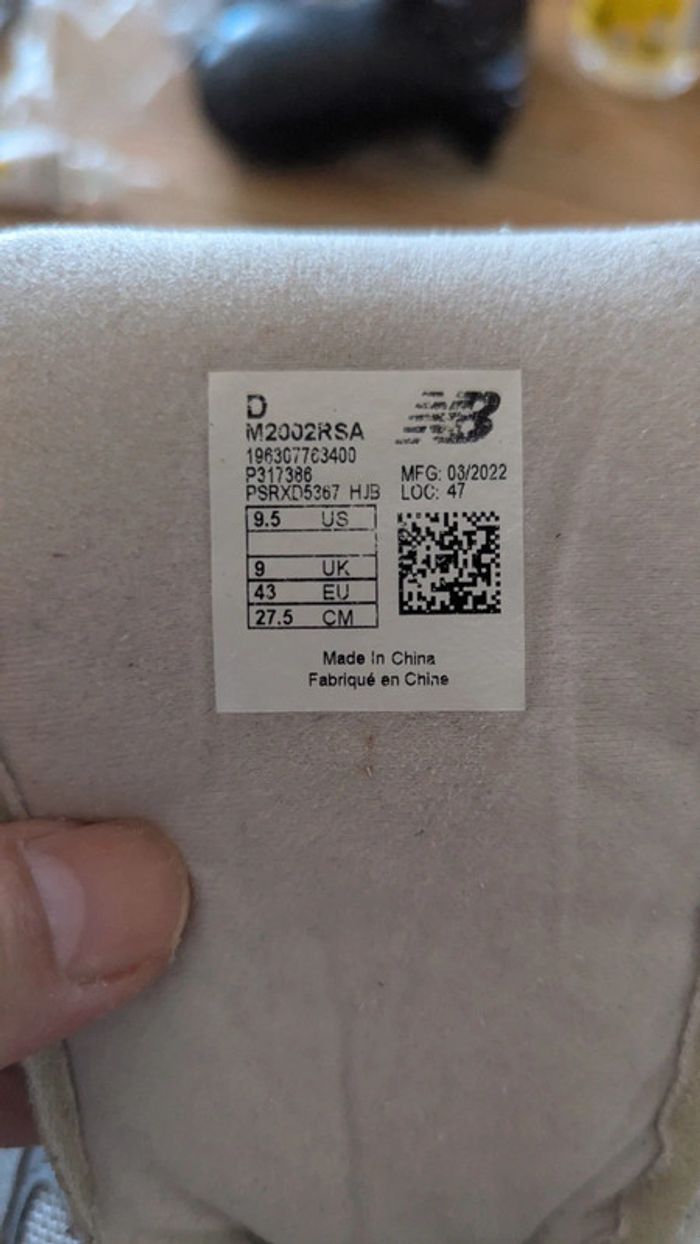 D
NB
M2002RSA
196307763400
P317386
PSRXD5367 HJB
MFG: 03/2022
LOC: 47
9.5 US
9 UK
43 EU
27.5 CM
Made In China
Fabriqué en Chine